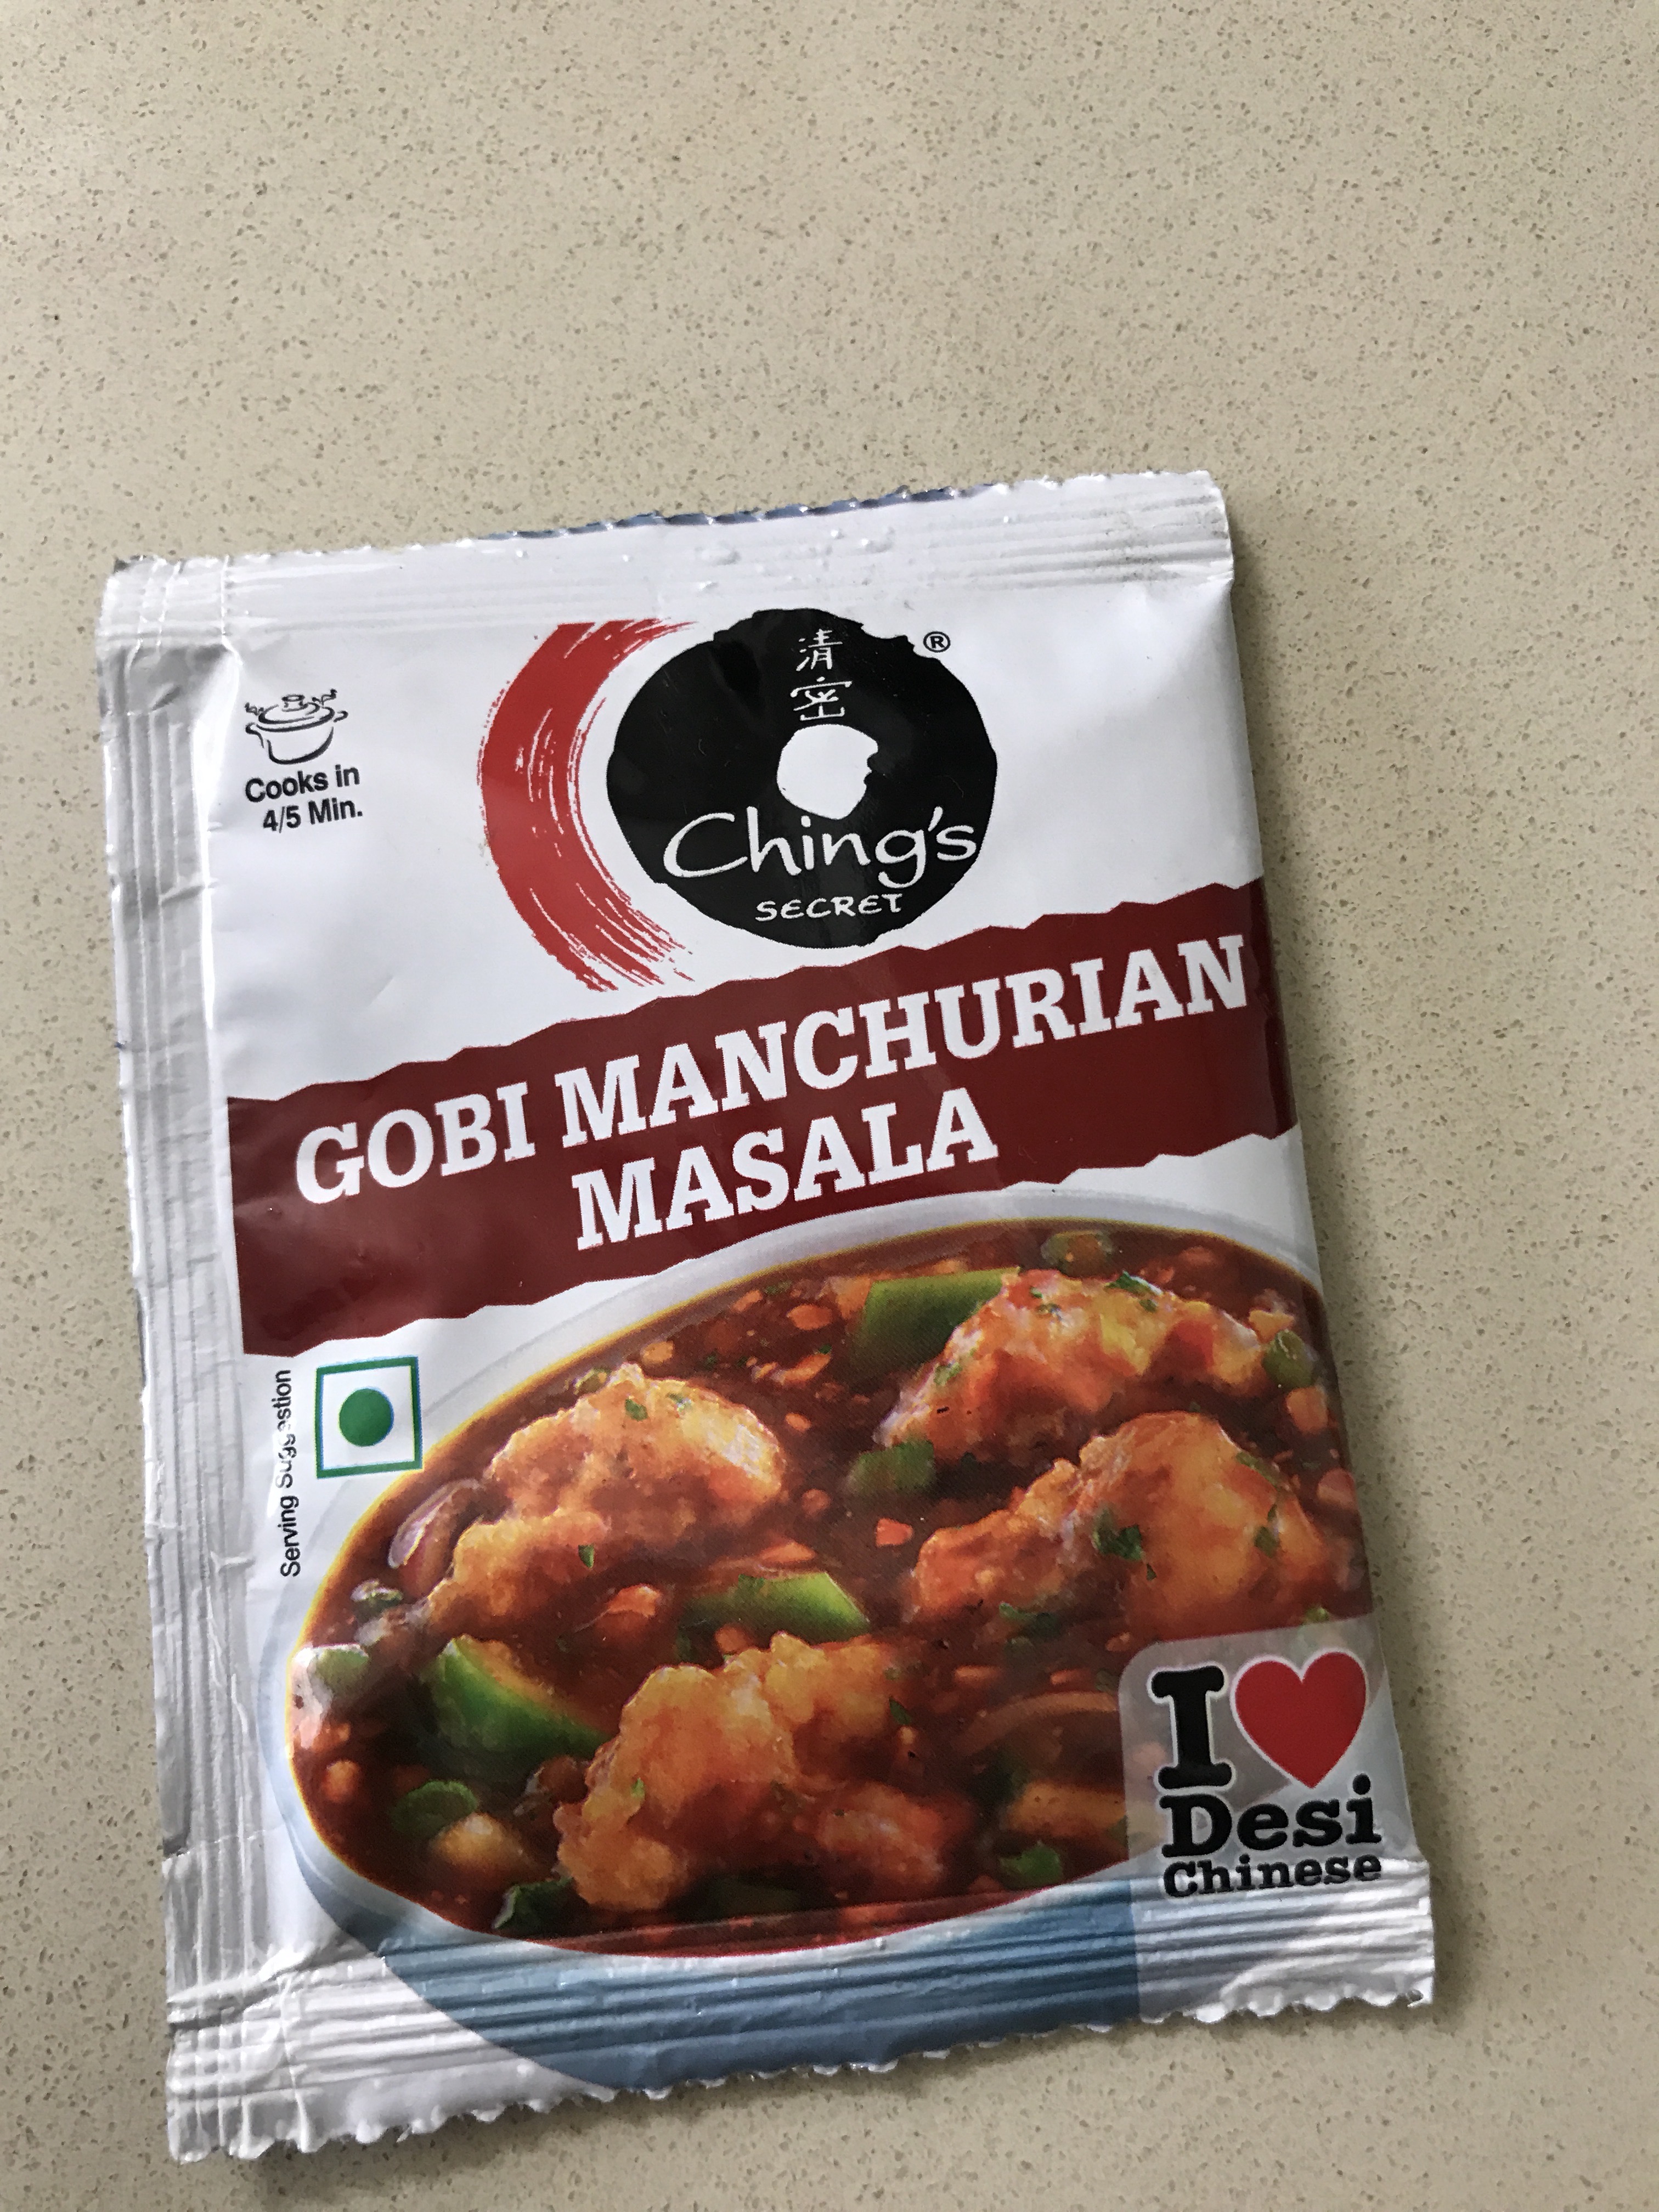 Cooks in
4/5 Min.
清
密
®
Ching's
SECRET
GOBI MANCHURIAN
MASALA
Serving Suggestion
I ❤
Desi
Chinese